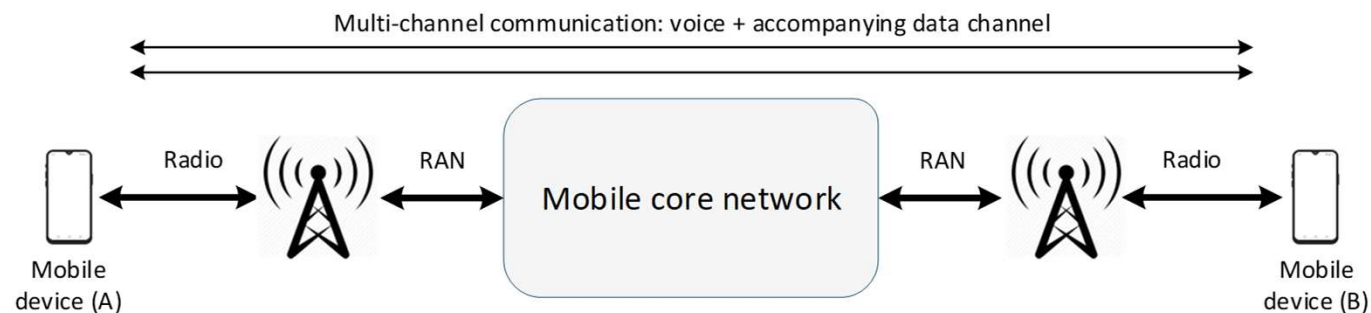 Multi-channel communication: voice + accompanying data channel
Radio
RAN
RAN
Radio
Mobile core network
Mobile
device (A)
Mobile
device (B)